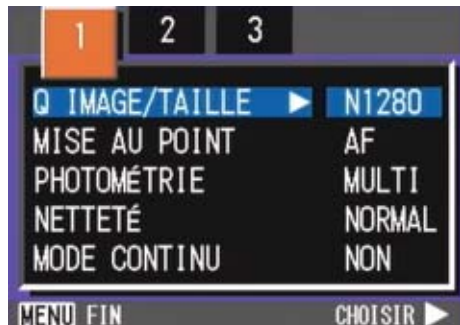 1 2 3
Q IMAGE/TAILLE ▶ N1280
MISE AU POINT AF
PHOTOMÉTRIE MULTI
NETTETÉ NORMAL
MODE CONTINU NON
MENU FIN CHOISIR ▶